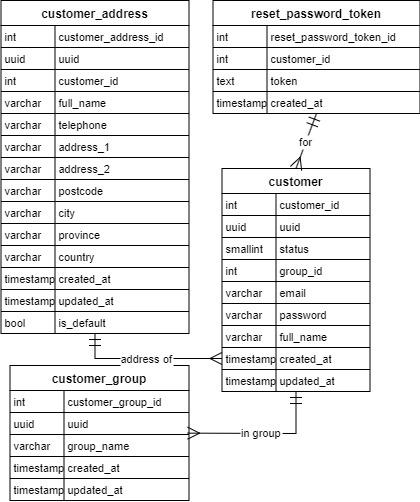 customer_address
int customer_address_id
uuid uuid
int customer_id
varchar full_name
varchar telephone
varchar address_1
varchar address_2
varchar postcode
varchar city
varchar province
varchar country
timestamp created_at
timestamp updated_at
bool is_default
reset_password_token
int reset_password_token_id
int customer_id
text token
timestamp created_at
for
customer
int customer_id
uuid uuid
smallint status
int group_id
varchar email
varchar password
varchar full_name
timestamp created_at
timestamp updated_at
address of
customer_group
int customer_group_id
uuid uuid
varchar group_name
timestamp created_at
timestamp updated_at
in group